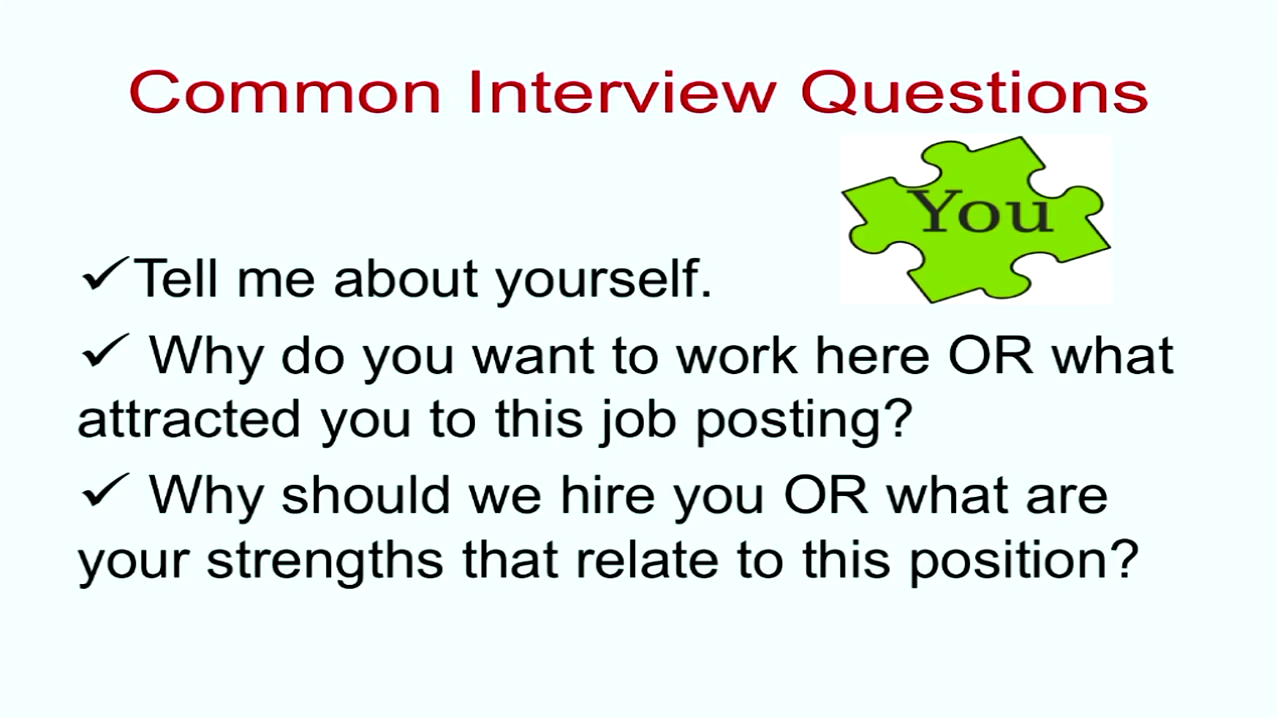 Common Interview Questions
You
✓Tell me about yourself.
✓ Why do you want to work here OR what
attracted you to this job posting?
✓ Why should we hire you OR what are
your strengths that relate to this position?